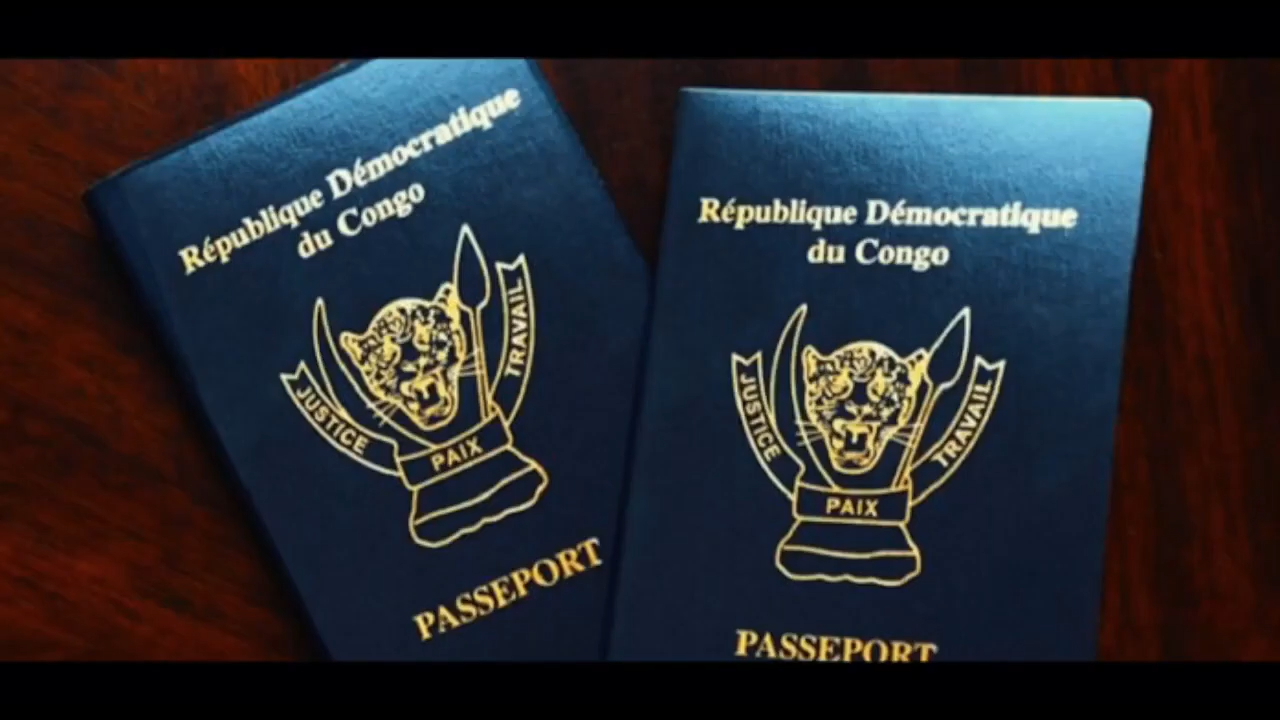 République Démocratique
du Congo
JUSTICE
PAIX
TRAVAIL
PASSEPORT
République Démocratique
du Congo
JUSTICE
PAIX
TRAVAIL
PASSEPORT